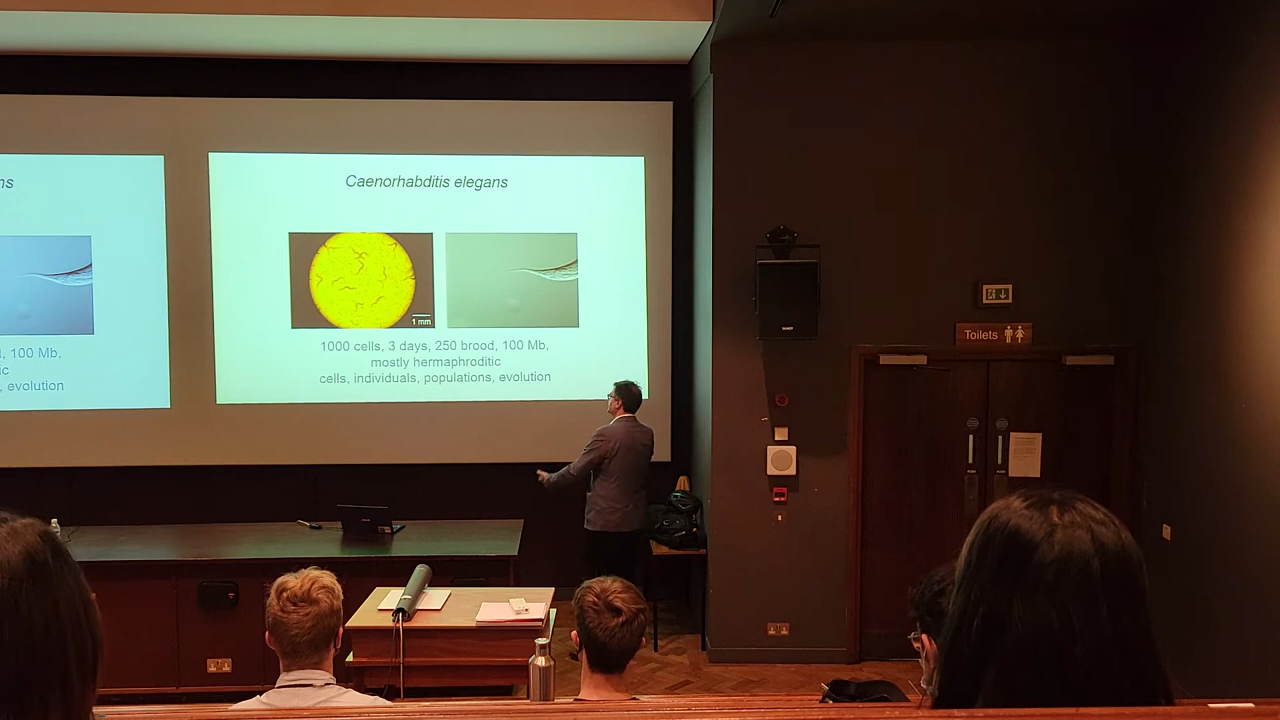 ns
, 100 Mb,
ic
, evolution
Caenorhabditis elegans
1 mm
1000 cells, 3 days, 250 brood, 100 Mb,
mostly hermaphroditic
cells, individuals, populations, evolution
Toilets